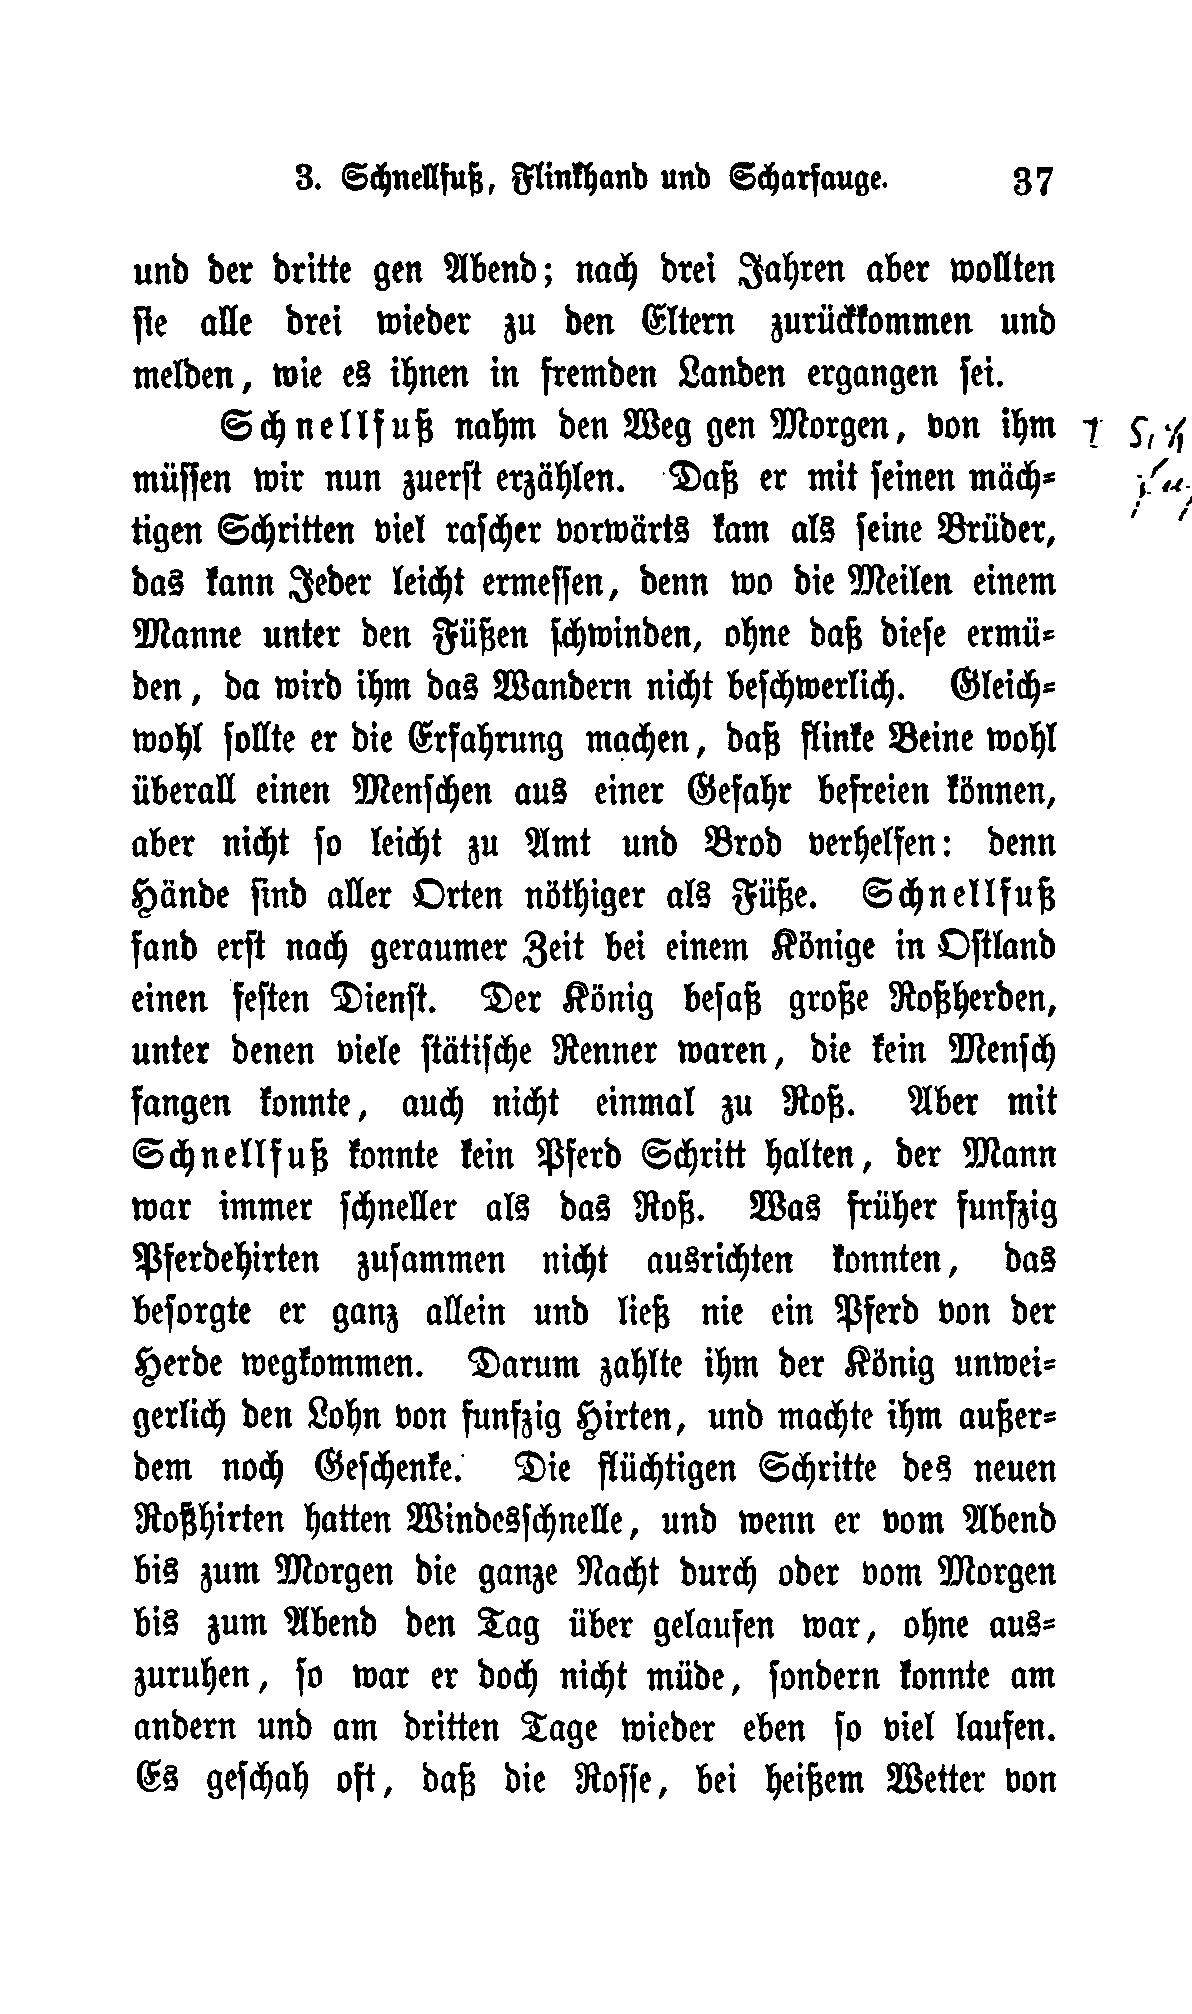 3. Schnellfuß, Flinkhand und Scharfauge. 37
und der dritte gen Abend; nach drei Jahren aber wollten
sie alle drei wieder zu den Eltern zurückkommen und
melden, wie es ihnen in fremden Landen ergangen sei.
Schnellfuß nahm den Weg gen Morgen, von ihm
müssen wir nun zuerst erzählen. Daß er mit seinen mäch-
tigen Schritten viel rascher vorwärts kam als seine Brüder,
das kann Jeder leicht ermessen, denn wo die Meilen einem
Manne unter den Füßen schwinden, ohne daß diese ermü-
den, da wird ihm das Wandern nicht beschwerlich. Gleich-
wohl sollte er die Erfahrung machen, daß flinke Beine wohl
überall einen Menschen aus einer Gefahr befreien können,
aber nicht so leicht zu Amt und Brod verhelfen: denn
Hände sind aller Orten nöthiger als Füße. Schnellfuß
fand erst nach geraumer Zeit bei einem Könige in Ostland
einen festen Dienst. Der König besaß große Roßherden,
unter denen viele stätische Renner waren, die kein Mensch
fangen konnte, auch nicht einmal zu Roß. Aber mit
Schnellfuß konnte kein Pferd Schritt halten, der Mann
war immer schneller als das Roß. Was früher funfzig
Pferdehirten zusammen nicht ausrichten konnten, das
besorgte er ganz allein und ließ nie ein Pferd von der
Herde wegkommen. Darum zahlte ihm der König unwei-
gerlich den Lohn von funfzig Hirten, und machte ihm außer-
dem noch Geschenke. Die flüchtigen Schritte des neuen
Roßhirten hatten Windesschnelle, und wenn er vom Abend
bis zum Morgen die ganze Nacht durch oder vom Morgen
bis zum Abend den Tag über gelaufen war, ohne aus-
zuruhen, so war er doch nicht müde, sondern konnte am
andern und am dritten Tage wieder eben so viel laufen.
Es geschah oft, daß die Rosse, bei heißem Wetter von